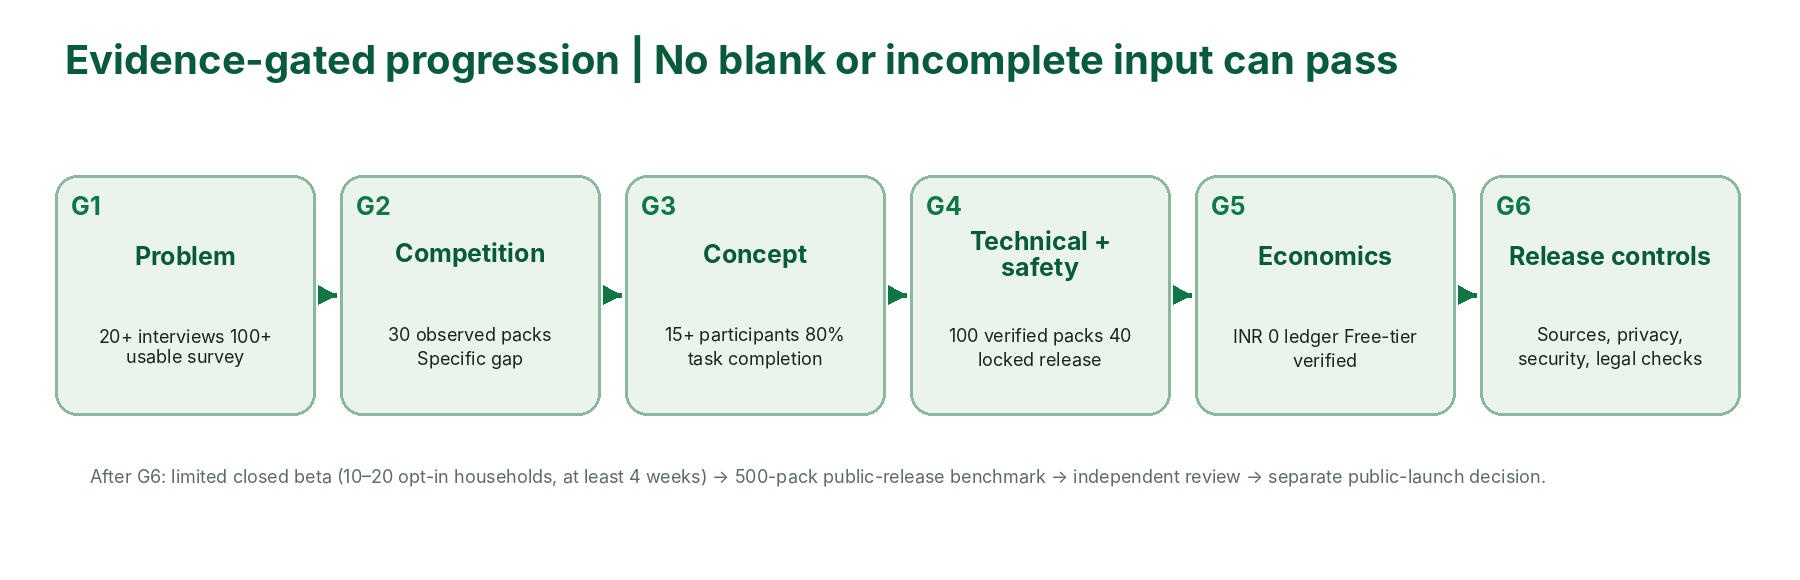 Evidence-gated progression | No blank or incomplete input can pass
G1
Problem
20+ interviews 100+
usable survey
G2
Competition
30 observed packs
Specific gap
G3
Concept
15+ participants 80%
task completion
G4
Technical +
safety
100 verified packs 40
locked release
G5
Economics
INR 0 ledger Free-tier
verified
G6
Release controls
Sources, privacy,
security, legal checks
After G6: limited closed beta (10–20 opt-in households, at least 4 weeks) → 500-pack public-release benchmark → independent review → separate public-launch decision.